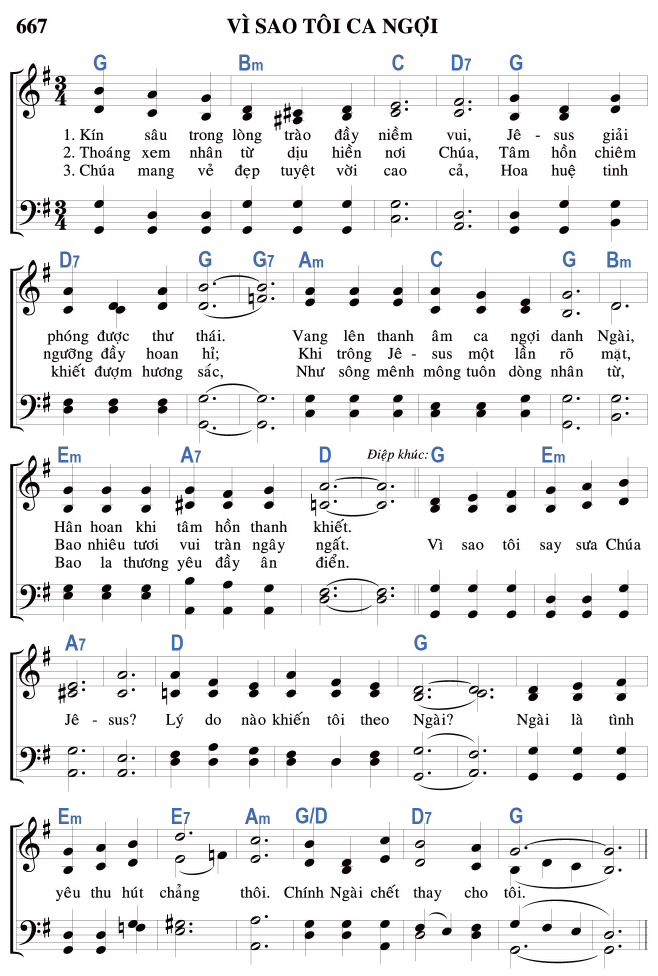 667 VÌ SAO TÔI CA NGỢI
G Bm C D7 G
3 4
1. Kín sâu trong lòng trào đầy niềm vui, Jê - sus giải
2. Thoáng xem nhân từ dịu hiền nơi Chúa, Tâm hồn chiêm
3. Chúa mang vẻ đẹp tuyệt vời cao cả, Hoa huệ tinh
3 4
D7 G G7 Am C G Bm
phóng được thư thái. Vang lên thanh âm ca ngợi danh Ngài,
ngưỡng đầy hoan hỉ; Khi trông Jê - sus một lần rõ mặt,
khiết đượm hương sắc, Như sông mênh mông tuôn dòng nhân từ,
Em A7 D Điệp khúc: G Em
Hân hoan khi tâm hồn thanh khiết.
Bao nhiêu tươi vui tràn ngây ngất. Vì sao tôi say sưa Chúa
Bao la thương yêu đầy ân điển.
A7 D G
Jê - sus? Lý do nào khiến tôi theo Ngài? Ngài là tình
Em E7 Am G/D D7 G
yêu thu hút chảng thôi. Chính Ngài chết thay cho tôi.